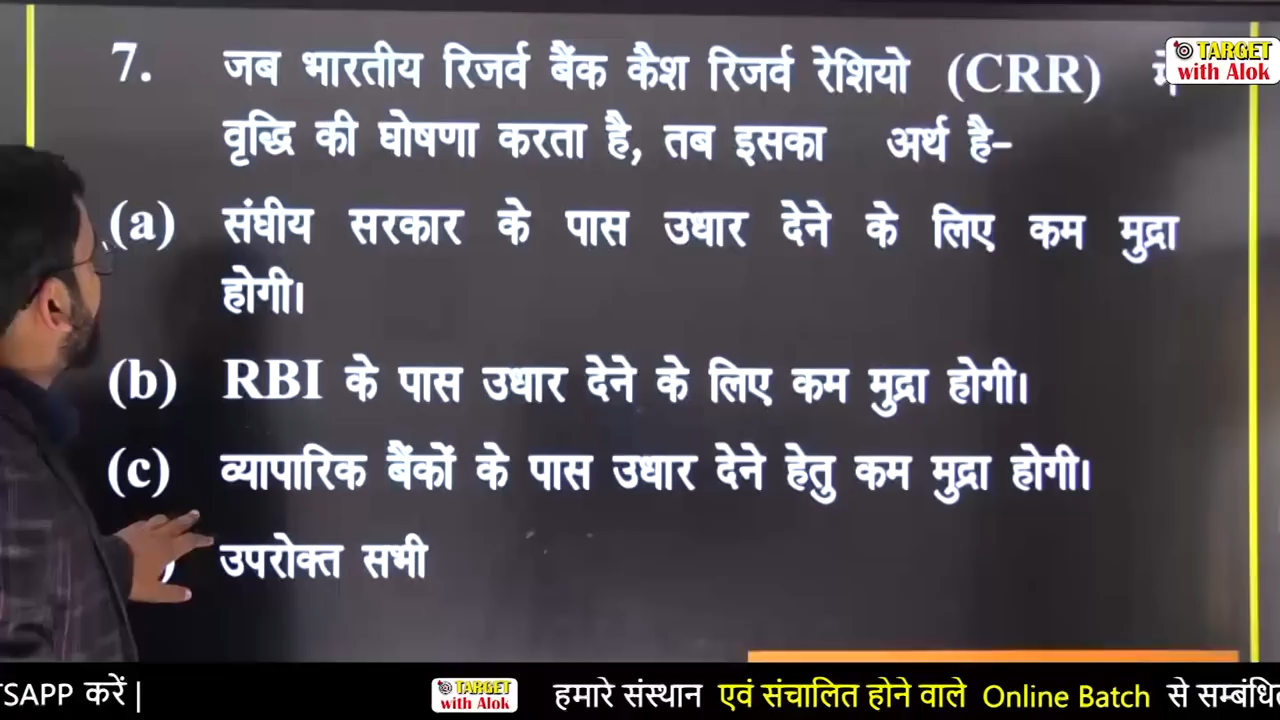 7. जब भारतीय रिजर्व बैंक कैश रिजर्व रेशियो (CRR) में
वृद्धि की घोषणा करता है, तब इसका अर्थ है-
(a) संघीय सरकार के पास उधार देने के लिए कम मुद्रा
होगी।
(b) RBI के पास उधार देने के लिए कम मुद्रा होगी।
(c) व्यापारिक बैंकों के पास उधार देने हेतु कम मुद्रा होगी।
) उपरोक्त सभी
TARGET
with Alok
TSAPP करें |
TARGET
with Alok
हमारे संस्थान एवं संचालित होने वाले Online Batch से सम्बंधि